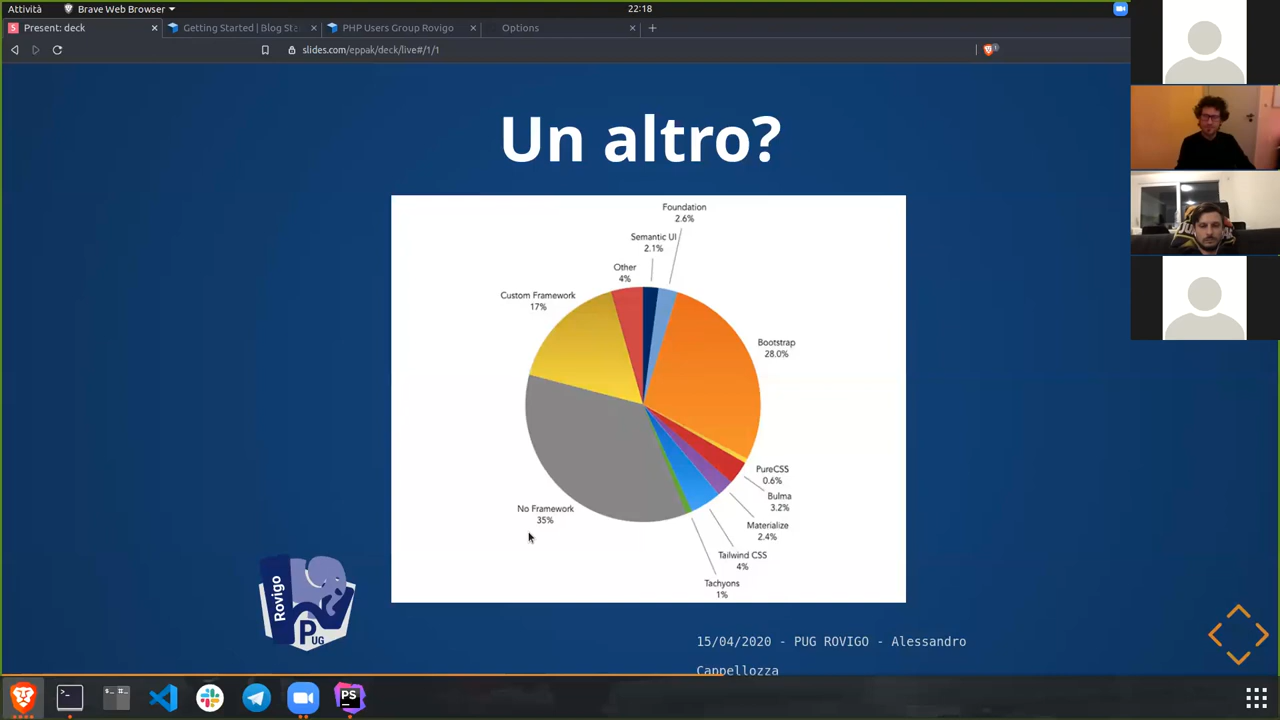 Attività
Brave Web Browser
22:18
Present: deck
Getting Started | Blog St
PHP Users Group Rovigo
Options
slides.com/eppak/deck/live#/1/1
1
Un altro?
Foundation
2.6%
Semantic UI
2.1%
Other
4%
Custom Framework
17%
Bootstrap
28.0%
PureCSS
0.6%
Bulma
3.2%
No Framework
35%
Materialize
2.4%
Tailwind CSS
4%
Tachyons
1%
Rovigo
PUG
15/04/2020 - PUG ROVIGO - Alessandro
Cappellozza
PS